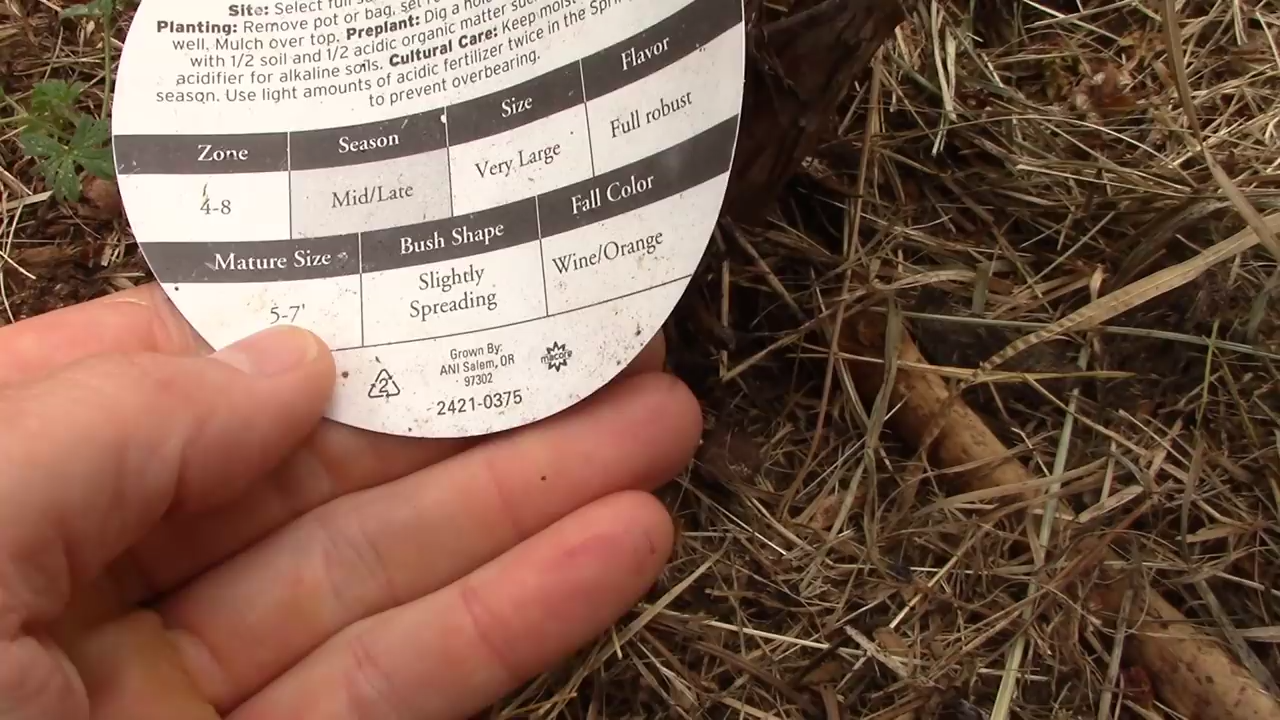 Site: Select full
Planting: Remove pot or bag, set
well. Mulch over top. Preplant: Dig a hole
with 1/2 soil and 1/2 acidic organic matter
acidifier for alkaline soils. Cultural Care: Keep moist
season. Use light amounts of acidic fertilizer twice in the
to prevent overbearing.
Zone Season Size Flavor
4-8 Mid/Late Very Large Full robust
Mature Size Bush Shape Fall Color
5-7' Slightly Spreading Wine/Orange
Grown By:
ANI Salem, OR
97302
2421-0375
2
macore